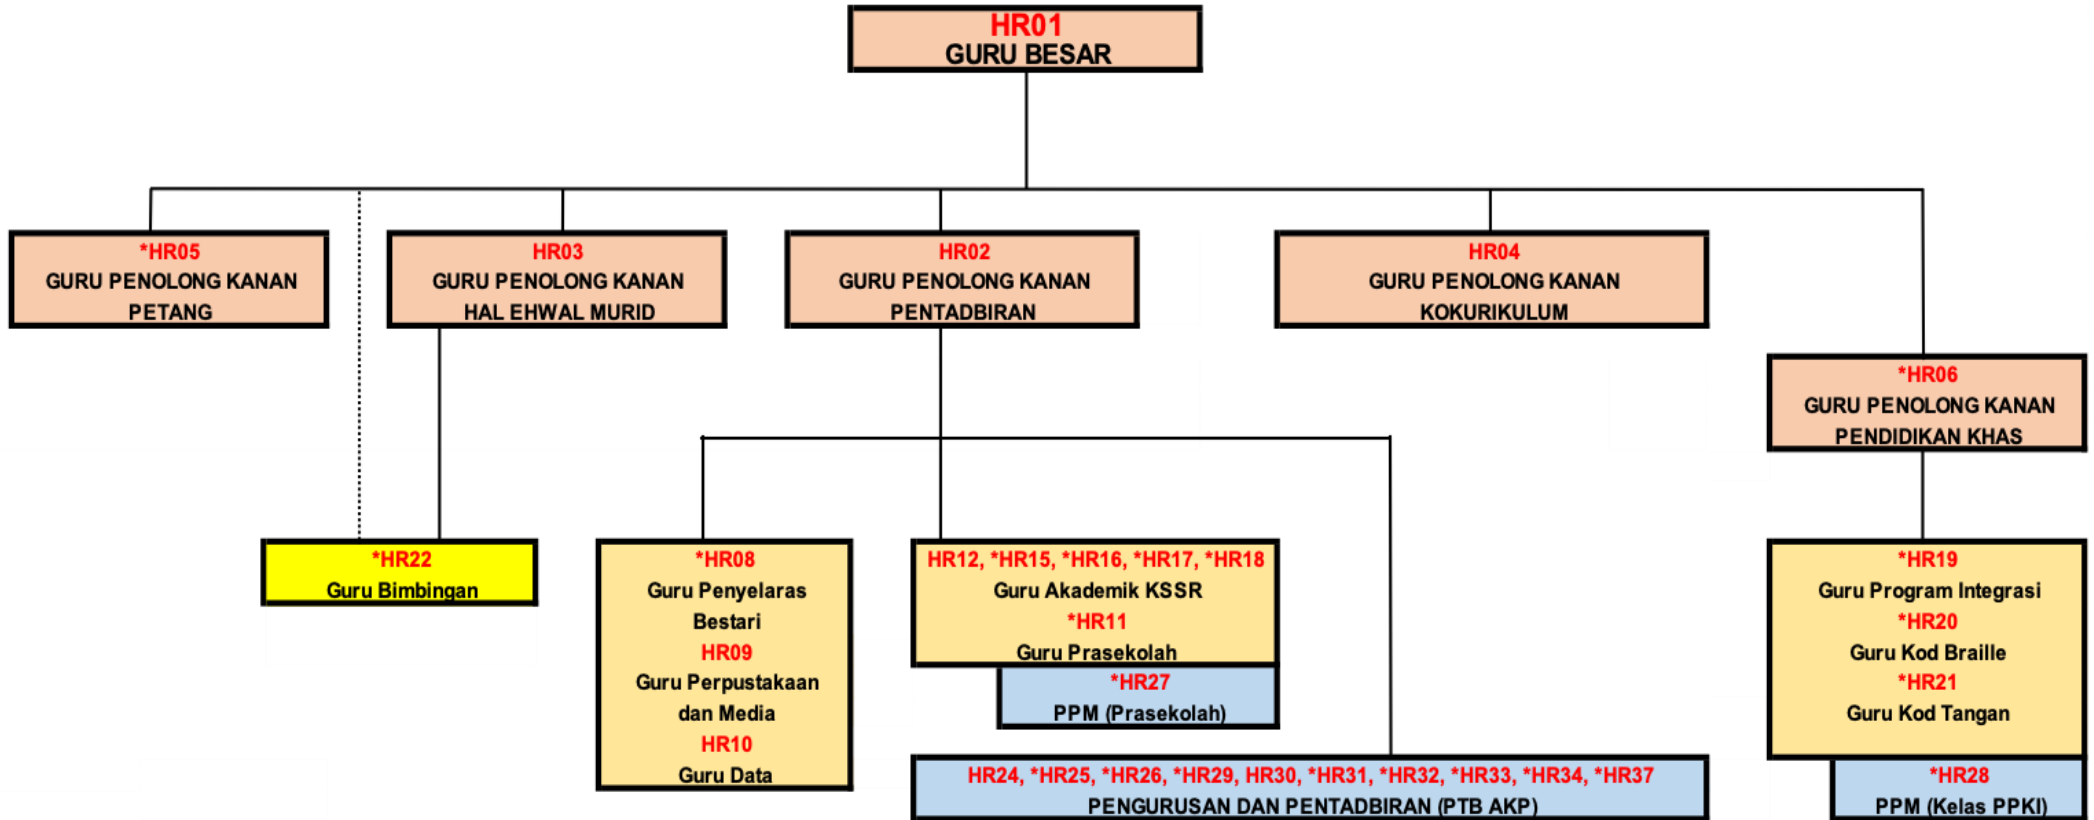 HR01
GURU BESAR
*HR05
GURU PENOLONG KANAN
PETANG
HR03
GURU PENOLONG KANAN
HAL EHWAL MURID
HR02
GURU PENOLONG KANAN
PENTADBIRAN
HR04
GURU PENOLONG KANAN
KOKURIKULUM
*HR06
GURU PENOLONG KANAN
PENDIDIKAN KHAS
*HR22
Guru Bimbingan
*HR08
Guru Penyelaras
Bestari
HR09
Guru Perpustakaan
dan Media
HR10
Guru Data
HR12, *HR15, *HR16, *HR17, *HR18
Guru Akademik KSSR
*HR11
Guru Prasekolah
*HR27
PPM (Prasekolah)
HR24, *HR25, *HR26, *HR29, HR30, *HR31, *HR32, *HR33, *HR34, *HR37
PENGURUSAN DAN PENTADBIRAN (PTB AKP)
*HR19
Guru Program Integrasi
*HR20
Guru Kod Braille
*HR21
Guru Kod Tangan
*HR28
PPM (Kelas PPKI)